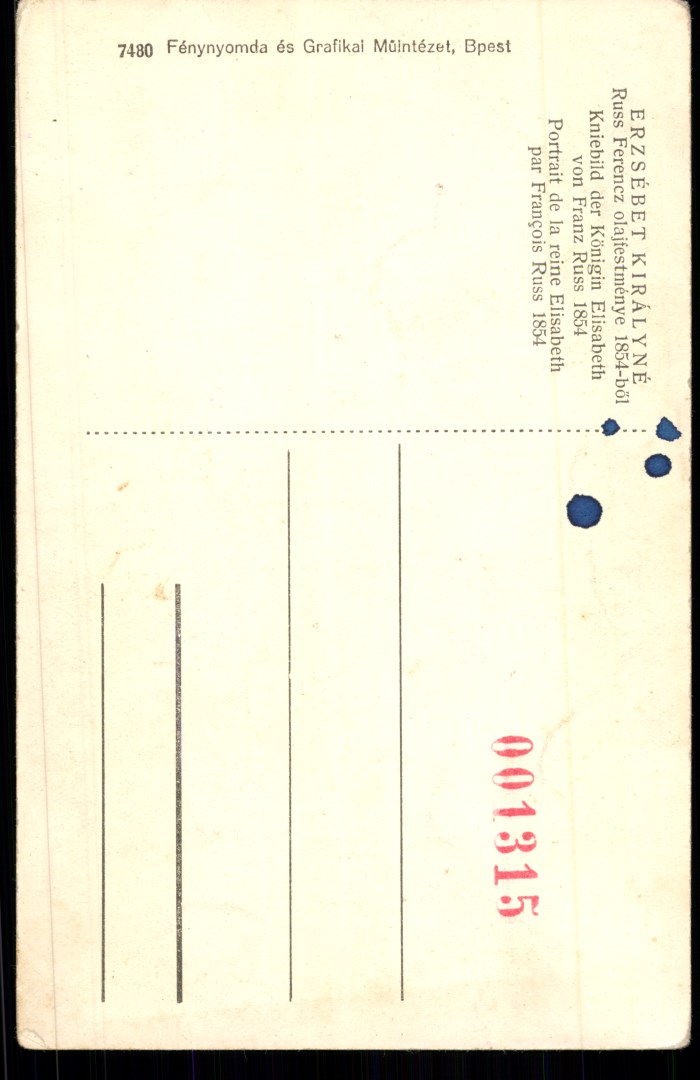 ERZSÉBET KIRÁLYNÉ
Russ Ferencz olajfestménye 1854-ből
Kniebild der Königin Elisabeth
von Franz Russ 1854
Portrait de la reine Elisabeth
par François Russ 1854
7480 Fénynyomda és Grafikai Műintézet, Bpest
001315